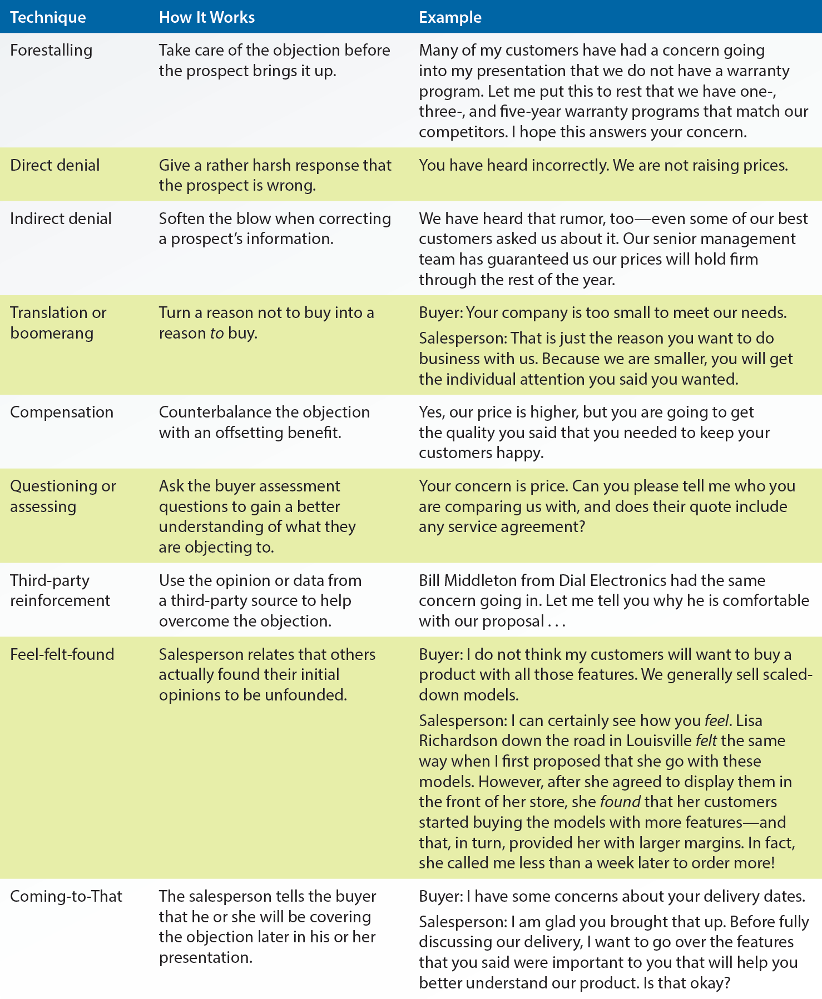 Technique How It Works Example
Forestalling
Take care of the objection before
the prospect brings it up.
Many of my customers have had a concern going
into my presentation that we do not have a warranty
program. Let me put this to rest that we have one-,
three-, and five-year warranty programs that match our
competitors. I hope this answers your concern.
Direct denial
Give a rather harsh response that
the prospect is wrong.
You have heard incorrectly. We are not raising prices.
Indirect denial
Soften the blow when correcting
a prospect’s information.
We have heard that rumor, too—even some of our best
customers asked us about it. Our senior management
team has guaranteed us our prices will hold firm
through the rest of the year.
Translation or
boomerang
Turn a reason not to buy into a
reason to buy.
Buyer: Your company is too small to meet our needs.
Salesperson: That is just the reason you want to do
business with us. Because we are smaller, you will get
the individual attention you said you wanted.
Compensation
Counterbalance the objection
with an offsetting benefit.
Yes, our price is higher, but you are going to get
the quality you said that you needed to keep your
customers happy.
Questioning or
assessing
Ask the buyer assessment
questions to gain a better
understanding of what they
are objecting to.
Your concern is price. Can you please tell me who you
are comparing us with, and does their quote include
any service agreement?
Third-party
reinforcement
Use the opinion or data from
a third-party source to help
overcome the objection.
Bill Middleton from Dial Electronics had the same
concern going in. Let me tell you why he is comfortable
with our proposal . . .
Feel-felt-found
Salesperson relates that others
actually found their initial
opinions to be unfounded.
Buyer: I do not think my customers will want to buy a
product with all those features. We generally sell scaled-
down models.
Salesperson: I can certainly see how you feel. Lisa
Richardson down the road in Louisville felt the same
way when I first proposed that she go with these
models. However, after she agreed to display them in
the front of her store, she found that her customers
started buying the models with more features—and
that, in turn, provided her with larger margins. In fact,
she called me less than a week later to order more!
Coming-to-That
The salesperson tells the buyer
that he or she will be covering
the objection later in his or her
presentation.
Buyer: I have some concerns about your delivery dates.
Salesperson: I am glad you brought that up. Before fully
discussing our delivery, I want to go over the features
that you said were important to you that will help you
better understand our product. Is that okay?